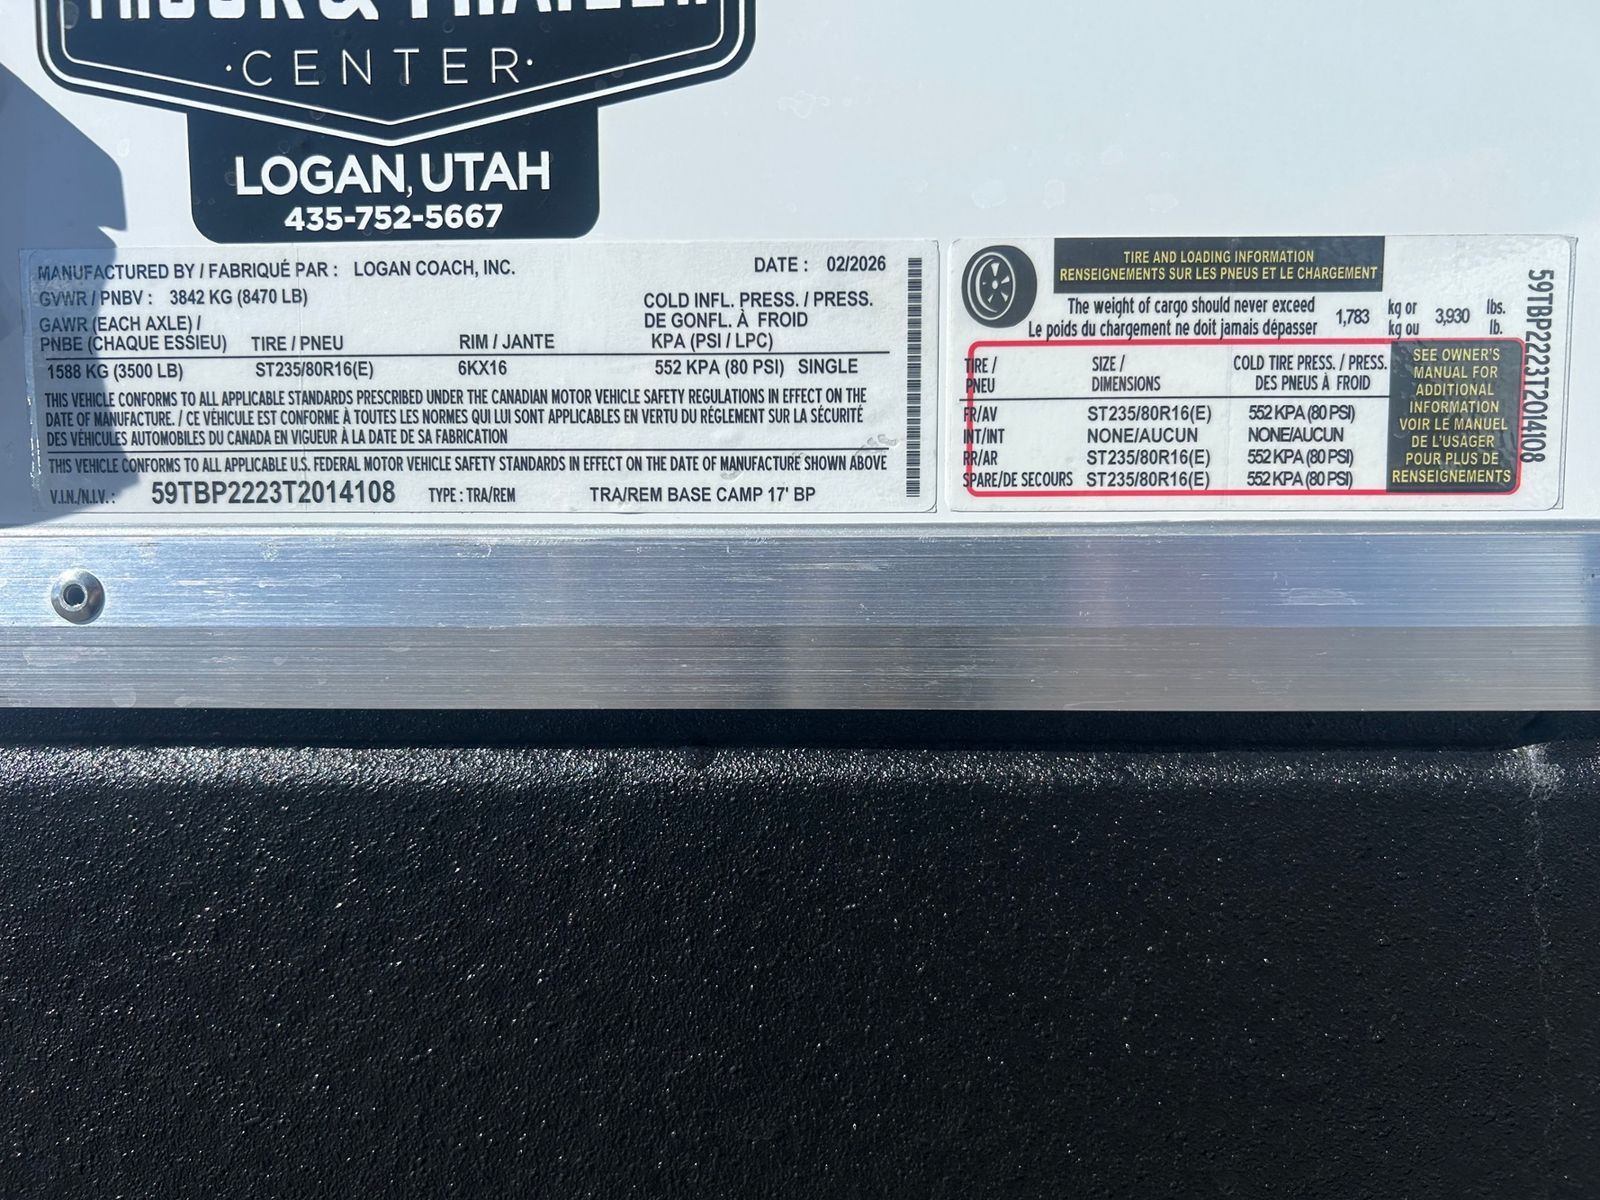 TRUCK & TRAILER
·CENTER·
LOGAN, UTAH
435-752-5667
MANUFACTURED BY / FABRIQUÉ PAR : LOGAN COACH, INC. DATE : 02/2026
GVWR / PNBV : 3842 KG (8470 LB)
GAWR (EACH AXLE) /
PNBE (CHAQUE ESSIEU) TIRE / PNEU RIM / JANTE
COLD INFL. PRESS. / PRESS.
DE GONFL. À FROID
KPA (PSI / LPC)
1588 KG (3500 LB) ST235/80R16(E) 6KX16 552 KPA (80 PSI) SINGLE
THIS VEHICLE CONFORMS TO ALL APPLICABLE STANDARDS PRESCRIBED UNDER THE CANADIAN MOTOR VEHICLE SAFETY REGULATIONS IN EFFECT ON THE
DATE OF MANUFACTURE. / CE VÉHICULE EST CONFORME À TOUTES LES NORMES QUI LUI SONT APPLICABLES EN VERTU DU RÉGLEMENT SUR LA SÉCURITÉ
DES VÉHICULES AUTOMOBILES DU CANADA EN VIGUEUR À LA DATE DE SA FABRICATION
THIS VEHICLE CONFORMS TO ALL APPLICABLE U.S. FEDERAL MOTOR VEHICLE SAFETY STANDARDS IN EFFECT ON THE DATE OF MANUFACTURE SHOWN ABOVE
V.I.N./N.I.V.: 59TBP2223T2014108 TYPE : TRA/REM TRA/REM BASE CAMP 17' BP
TIRE AND LOADING INFORMATION
RENSEIGNEMENTS SUR LES PNEUS ET LE CHARGEMENT
The weight of cargo should never exceed
Le poids du chargement ne doit jamais dépasser
1,783
kg or
kg ou
3,930
lbs.
lb.
TIRE /
PNEU
SIZE /
DIMENSIONS
COLD TIRE PRESS. / PRESS.
DES PNEUS À FROID
FR/AV ST235/80R16(E) 552 KPA (80 PSI)
INT/INT NONE/AUCUN NONE/AUCUN
RR/AR ST235/80R16(E) 552 KPA (80 PSI)
SPARE/DE SECOURS ST235/80R16(E) 552 KPA (80 PSI)
SEE OWNER'S
MANUAL FOR
ADDITIONAL
INFORMATION
VOIR LE MANUEL
DE L'USAGER
POUR PLUS DE
RENSEIGNEMENTS
59TBP2223T2014108